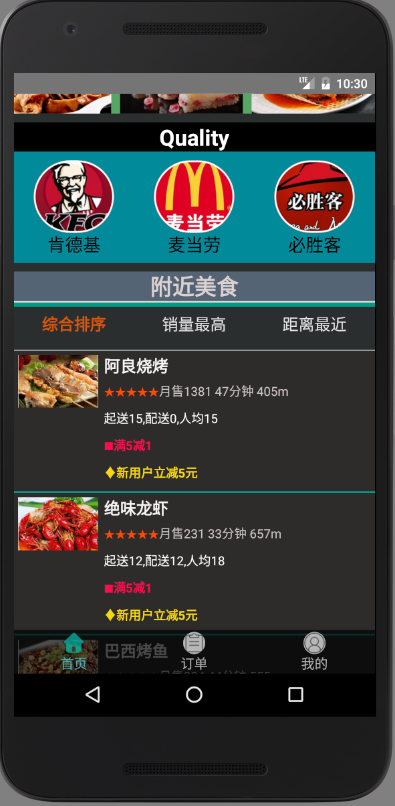 LTE 10:30
Quality
KFC 麦当劳 必胜客
肯德基 麦当劳 必胜客
附近美食
综合排序 销量最高 距离最近
阿良烧烤
★★★★★月售1381 47分钟 405m
起送15,配送0,人均15
■满5减1
♦新用户立减5元
绝味龙虾
★★★★★月售231 33分钟 657m
起送12,配送12,人均18
■满5减1
♦新用户立减5元
巴西烤鱼
首页 订单 我的